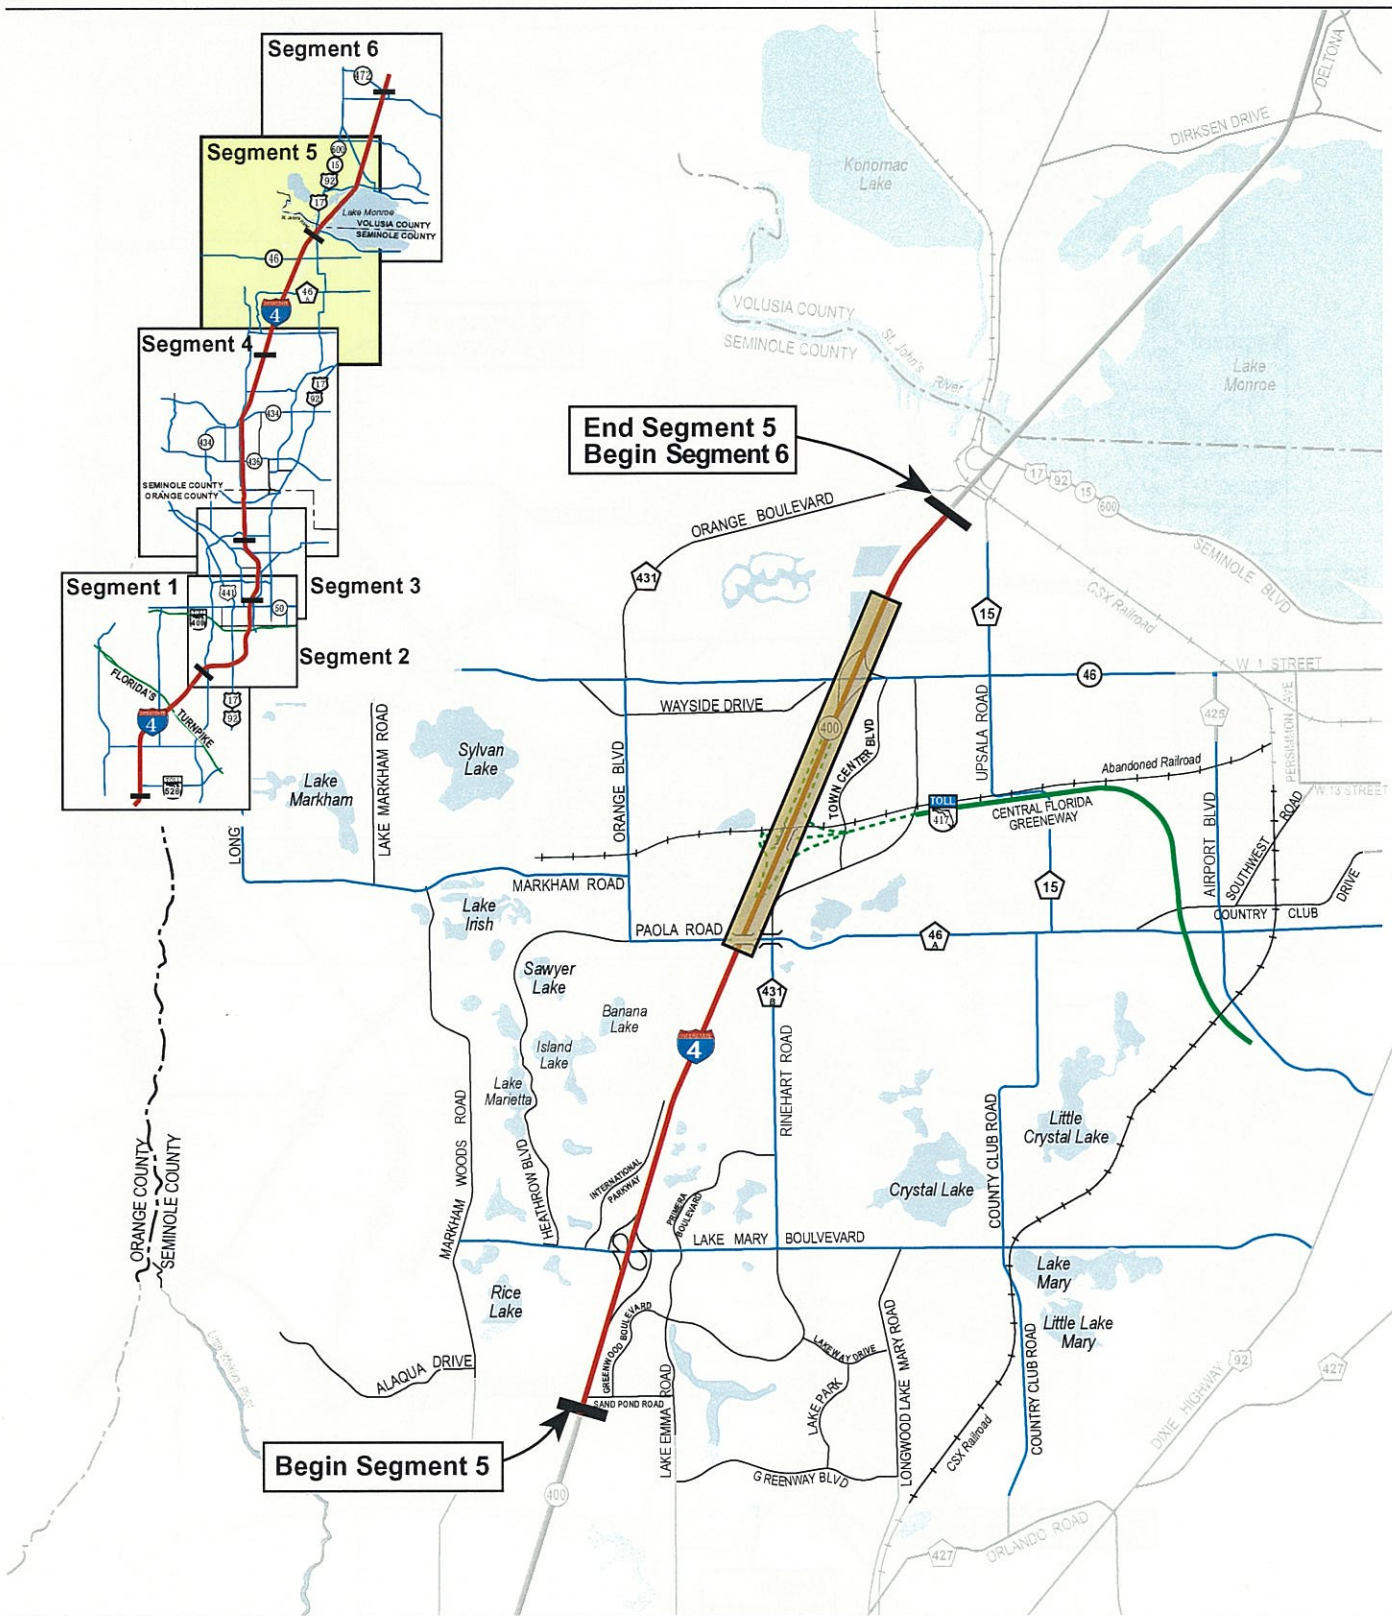 Segment 6
472
Segment 5
600
15
92
17
Lake Monroe
VOLUSIA COUNTY
SEMINOLE COUNTY
46
46
A
4
Segment 4
17
92
434
434
436
SEMINOLE COUNTY
ORANGE COUNTY
Segment 1
441
50
Segment 3
408
Segment 2
FLORIDA'S
TURNPIKE
4
17
92
528
DELTONA
DIRKSEN DRIVE
Konomac
Lake
VOLUSIA COUNTY
SEMINOLE COUNTY
St. John's River
Lake
Monroe
End Segment 5
Begin Segment 6
17
92
15
600
ORANGE BOULEVARD
SEMINOLE BLVD
431
CSX Railroad
15
W 1 STREET
46
WAYSIDE DRIVE
400
425
PERSIMMON AVE
UPSALA ROAD
TOWN CENTER BLVD
ORANGE BLVD
LAKE MARKHAM ROAD
Sylvan
Lake
Lake
Markham
Abandoned Railroad
TOLL
417
CENTRAL FLORIDA
GREENEWAY
W 13 STREET
AIRPORT BLVD
SOUTHWEST ROAD
LONG
MARKHAM ROAD
15
COUNTRY CLUB DRIVE
Lake
Irish
PAOLA ROAD
46
A
Sawyer
Lake
431
B
Banana
Lake
4
Island
Lake
RINEHART ROAD
Lake
Marietta
MARKHAM WOODS ROAD
HEATHROW BLVD
INTERNATIONAL
PARKWAY
PRIMERA
BOULEVARD
COUNTY CLUB ROAD
Little
Crystal Lake
Crystal Lake
ORANGE COUNTY
SEMINOLE COUNTY
LAKE MARY BOULVEVARD
Rice
Lake
Lake
Mary
Little Lake
Mary
GREENWOOD BOULEVARD
LAKEWAY DRIVE
LONGWOOD LAKE MARY ROAD
COUNTRY CLUB ROAD
ALAQUA DRIVE
SAND POND ROAD
LAKE EMMA ROAD
LAKE PARK
92
427
DIXIE HIGHWAY
CSX Railroad
Begin Segment 5
GREENWAY BLVD
400
427
ORLANDO ROAD